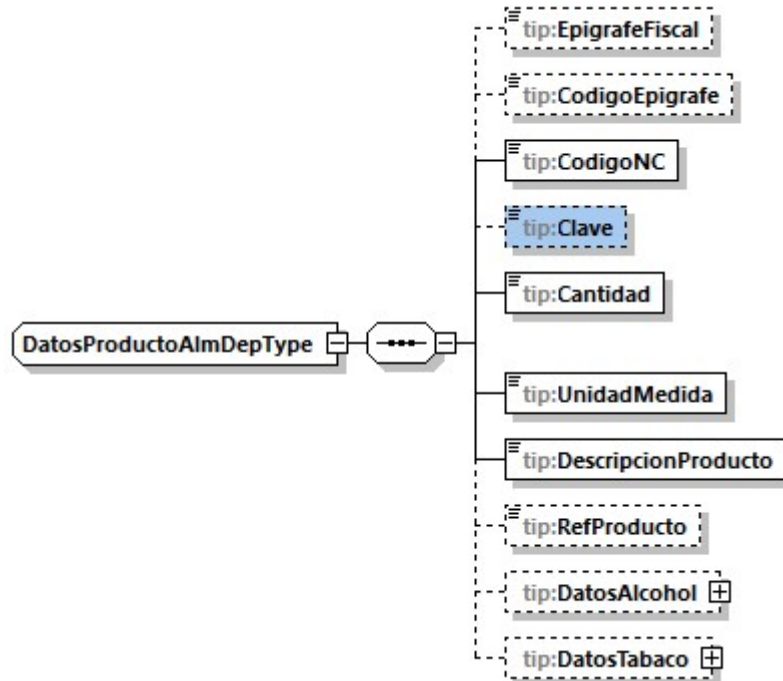 tip:EpigrafeFiscal
tip:CodigoEpigrafe
tip:CodigoNC
tip:Clave
tip:Cantidad
DatosProductoAlmDepType
tip:UnidadMedida
tip:DescripcionProducto
tip:RefProducto
tip:DatosAlcohol
tip:DatosTabaco